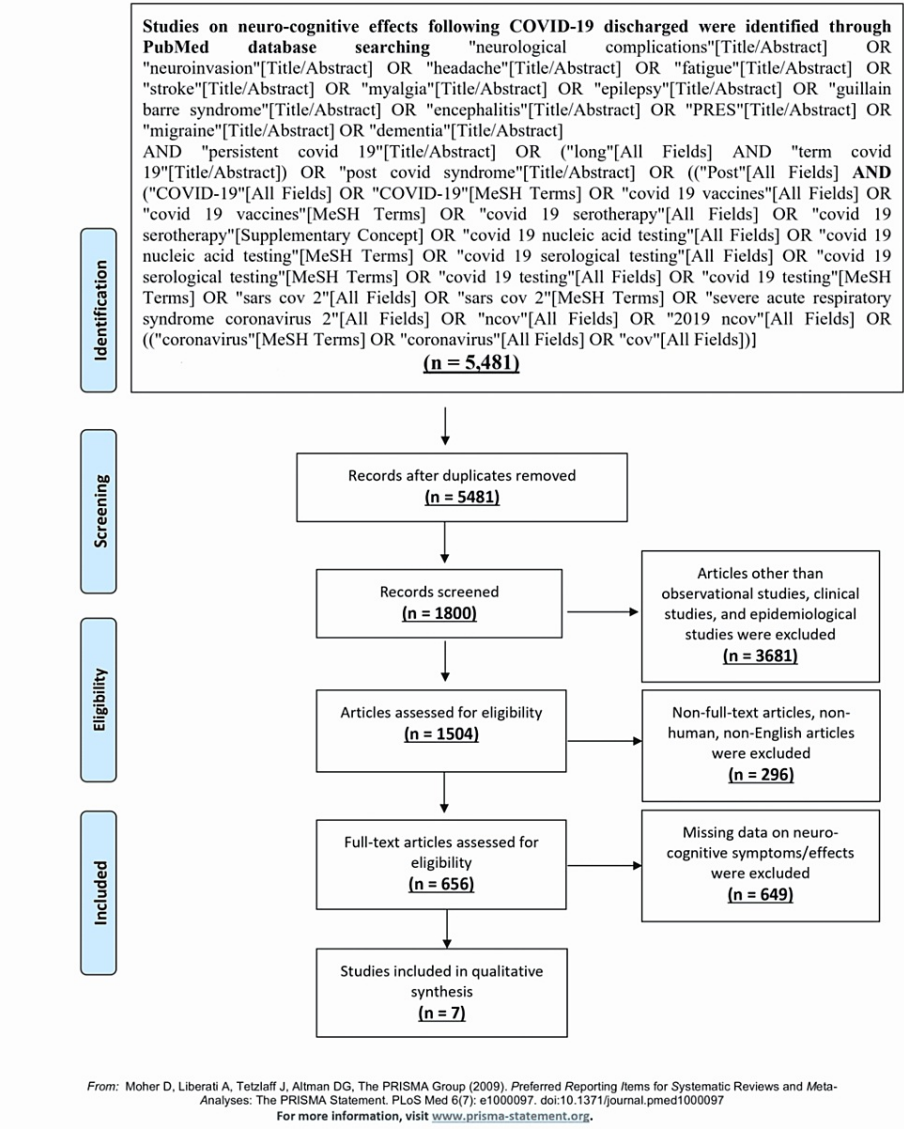 Studies on neuro-cognitive effects following COVID-19 discharged were identified through
PubMed database searching "neurological complications"[Title/Abstract] OR
"neuroinvasion"[Title/Abstract] OR "headache"[Title/Abstract] OR "fatigue"[Title/Abstract] OR
"stroke"[Title/Abstract] OR "myalgia"[Title/Abstract] OR "epilepsy"[Title/Abstract] OR "guillain
barre syndrome"[Title/Abstract] OR "encephalitis"[Title/Abstract] OR "PRES"[Title/Abstract] OR
"migraine"[Title/Abstract] OR "dementia"[Title/Abstract]
AND "persistent covid 19"[Title/Abstract] OR ("long"[All Fields] AND "term covid
19"[Title/Abstract]) OR "post covid syndrome"[Title/Abstract] OR (("Post"[All Fields] AND
("COVID-19"[All Fields] OR "COVID-19"[MeSH Terms] OR "covid 19 vaccines"[All Fields] OR
"covid 19 vaccines"[MeSH Terms] OR "covid 19 serotherapy"[All Fields] OR "covid 19
serotherapy"[Supplementary Concept] OR "covid 19 nucleic acid testing"[All Fields] OR "covid 19
nucleic acid testing"[MeSH Terms] OR "covid 19 serological testing"[All Fields] OR "covid 19
serological testing"[MeSH Terms] OR "covid 19 testing"[All Fields] OR "covid 19 testing"[MeSH
Terms] OR "sars cov 2"[All Fields] OR "sars cov 2"[MeSH Terms] OR "severe acute respiratory
syndrome coronavirus 2"[All Fields] OR "ncov"[All Fields] OR "2019 ncov"[All Fields] OR
(("coronavirus"[MeSH Terms] OR "coronavirus"[All Fields] OR "cov"[All Fields])]
(n = 5,481)
Identification
Screening
Records after duplicates removed
(n = 5481)
Records screened
(n = 1800)
Articles other than
observational studies, clinical
studies, and epidemiological
studies were excluded
(n = 3681)
Eligibility
Articles assessed for eligibility
(n = 1504)
Non-full-text articles, non-
human, non-English articles
were excluded
(n = 296)
Included
Full-text articles assessed for
eligibility
(n = 656)
Missing data on neuro-
cognitive symptoms/effects
were excluded
(n = 649)
Studies included in qualitative
synthesis
(n = 7)
From: Moher D, Liberati A, Tetzlaff J, Altman DG, The PRISMA Group (2009). Preferred Reporting Items for Systematic Reviews and Meta-
Analyses: The PRISMA Statement. PLoS Med 6(7): e1000097. doi:10.1371/journal.pmed1000097
For more information, visit www.prisma-statement.org.